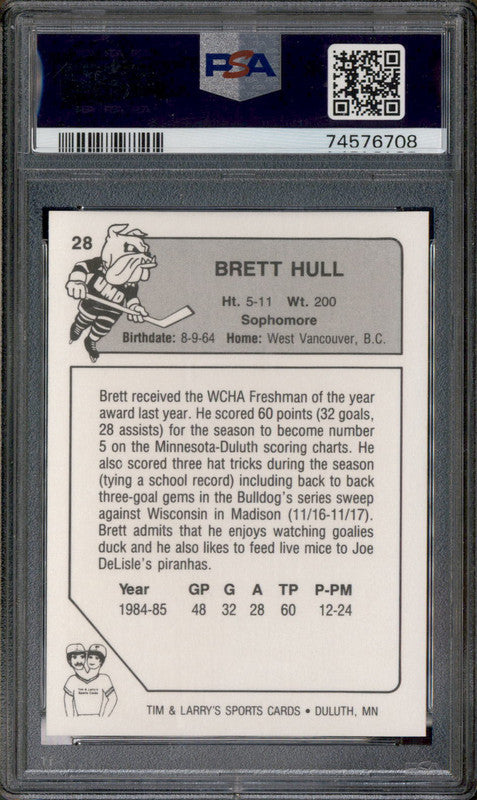 PSA
74576708
28
UMD
BRETT HULL
Ht. 5-11 Wt. 200
Sophomore
Birthdate: 8-9-64 Home: West Vancouver, B.C.
Brett received the WCHA Freshman of the year
award last year. He scored 60 points (32 goals,
28 assists) for the season to become number
5 on the Minnesota-Duluth scoring charts. He
also scored three hat tricks during the season
(tying a school record) including back to back
three-goal gems in the Bulldog's series sweep
against Wisconsin in Madison (11/16-11/17).
Brett admits that he enjoys watching goalies
duck and he also likes to feed live mice to Joe
DeLisle's piranhas.
Year GP G A TP P-PM
1984-85 48 32 28 60 12-24
Tim & Larry's
Sports Cards
TIM & LARRY'S SPORTS CARDS • DULUTH, MN